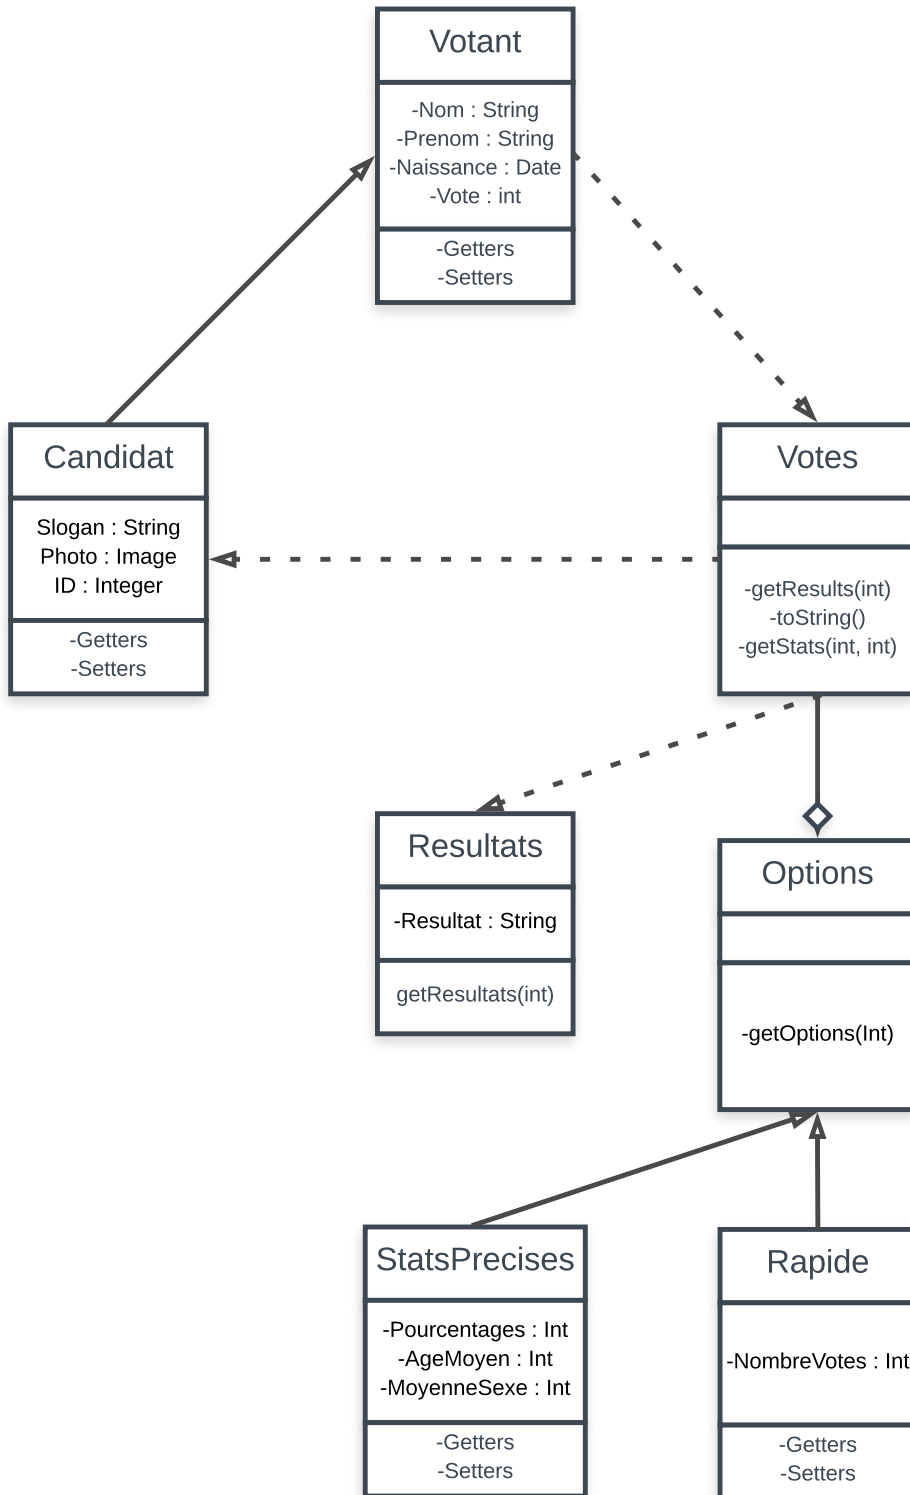 Votant
-Nom : String
-Prenom : String
-Naissance : Date
-Vote : int
-Getters
-Setters
Candidat
Slogan : String
Photo : Image
ID : Integer
-Getters
-Setters
Votes
-getResults(int)
-toString()
-getStats(int, int)
Resultats
-Resultat : String
getResultats(int)
Options
-getOptions(Int)
StatsPrecises
-Pourcentages : Int
-AgeMoyen : Int
-MoyenneSexe : Int
-Getters
-Setters
Rapide
-NombreVotes : Int
-Getters
-Setters